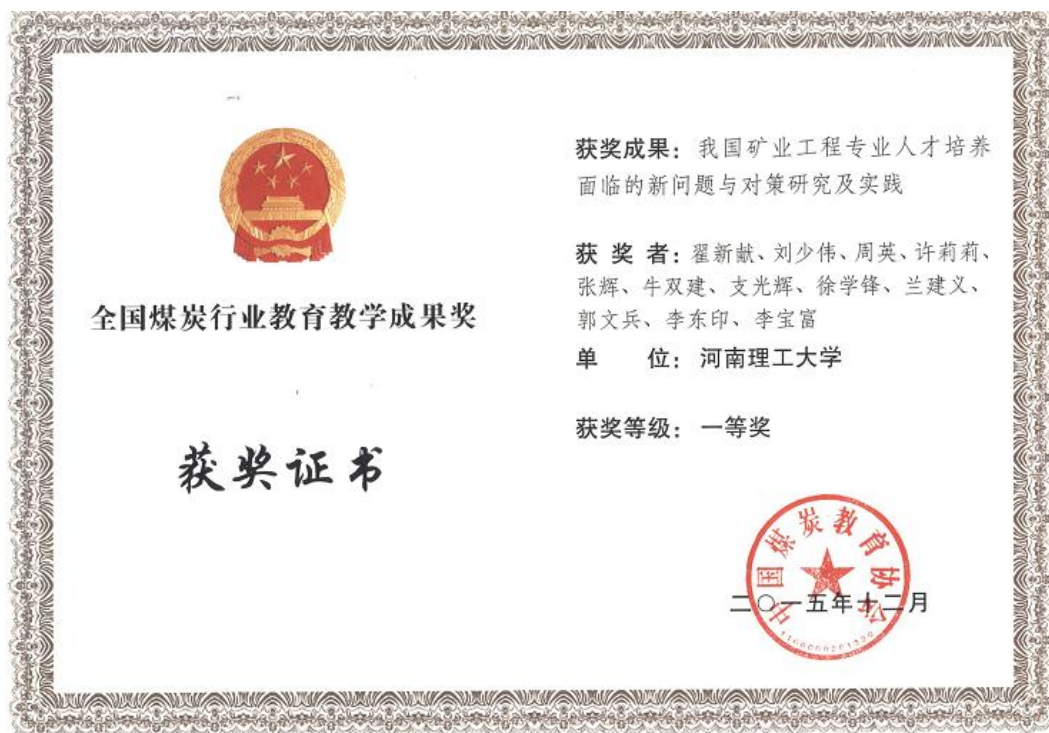 全国煤炭行业教育教学成果奖
获奖证书
获奖成果：我国矿业工程专业人才培养
面临的新问题与对策研究及实践
获 奖 者：翟新献、刘少伟、周英、许莉莉、
张辉、牛双建、支光辉、徐学锋、兰建义、
郭文兵、李东印、李宝富
单 位：河南理工大学
获奖等级：一等奖
中国煤炭教育协会
二〇一五年十二月